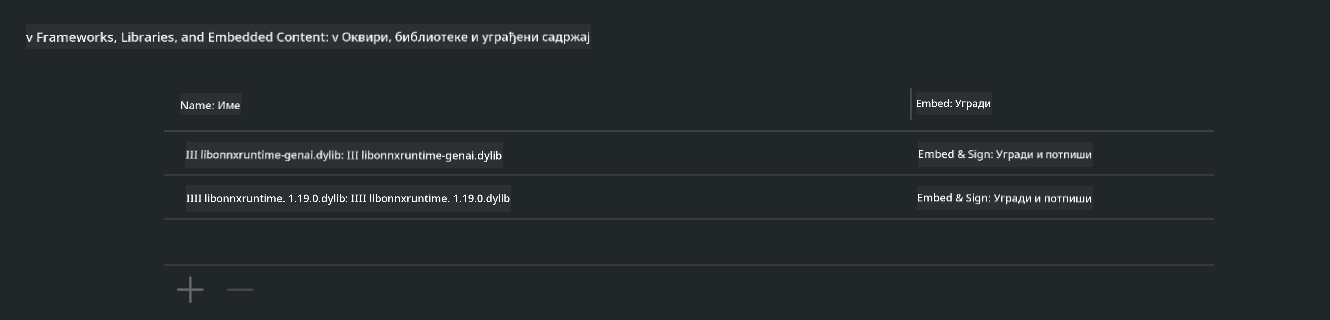 v Frameworks, Libraries, and Embedded Content: v Оквири, библиотеке и уграђени садржај
Name: Име
Embed: Угради
III libonnxruntime-genai.dylib: III libonnxruntime-genai.dylib
Embed & Sign: Угради и потпиши
IIII libonnxruntime. 1.19.0.dyllb: IIII libonnxruntime. 1.19.0.dyllb
Embed & Sign: Угради и потпиши